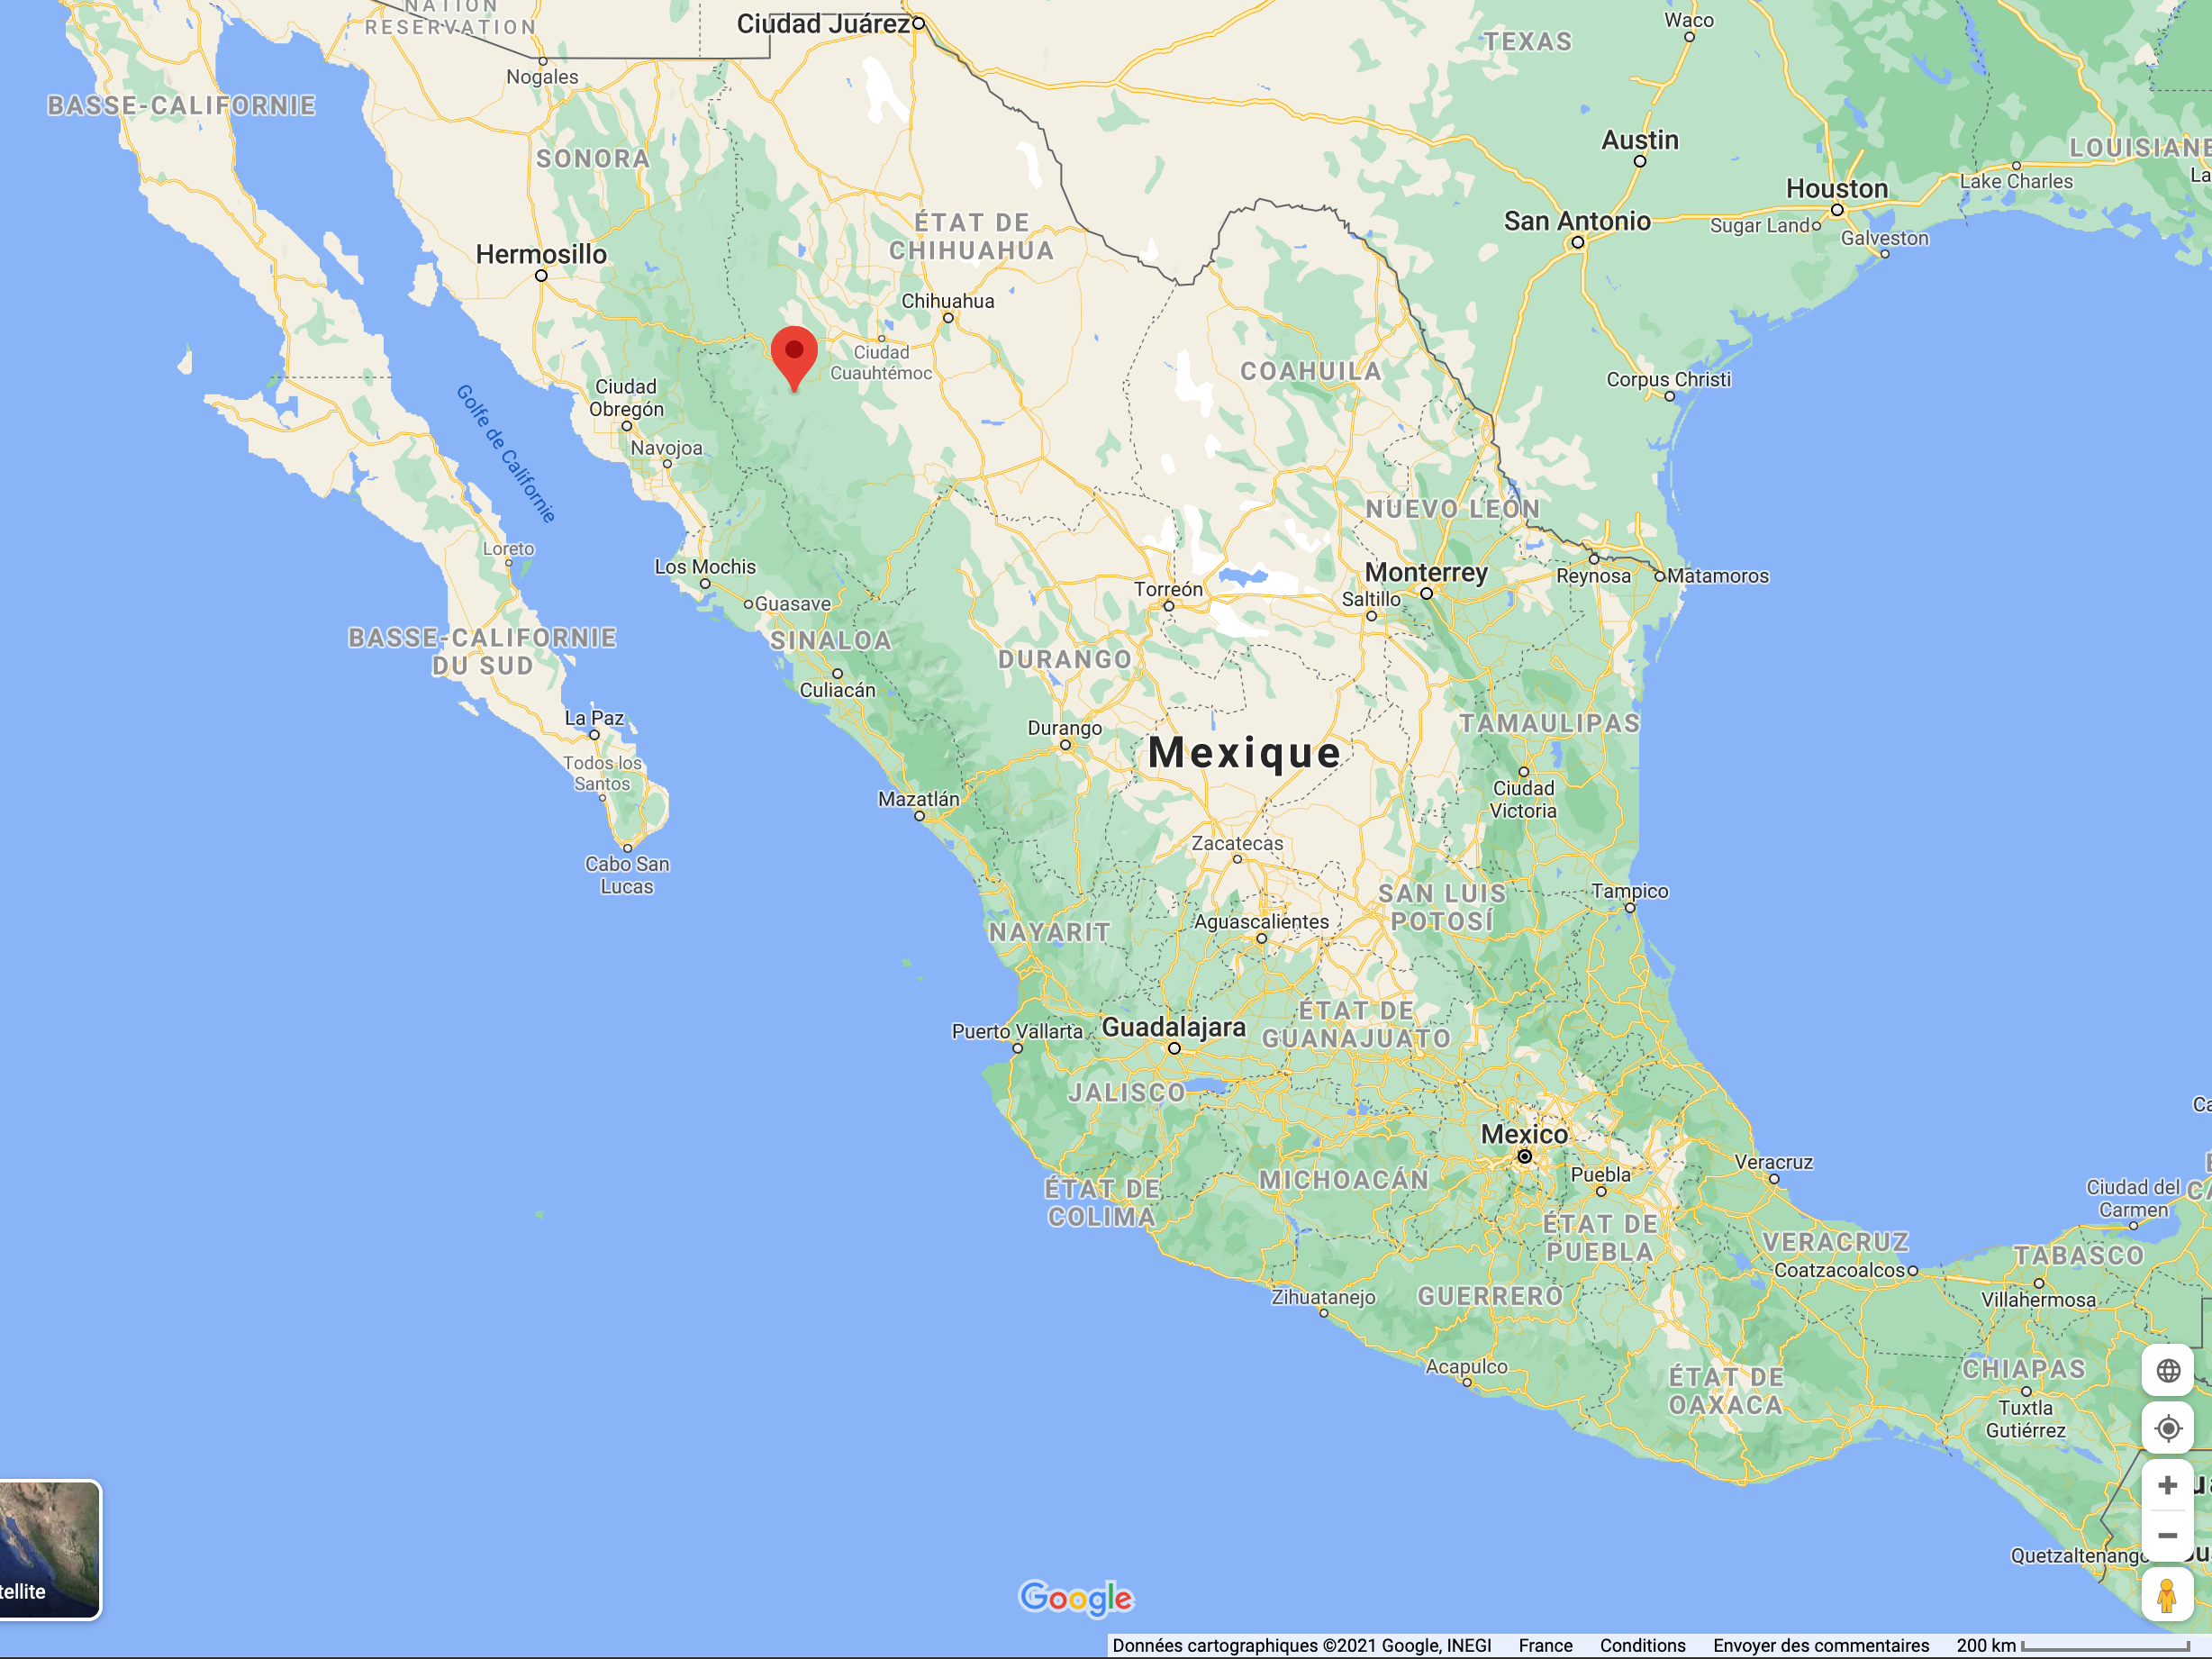 NATION
RESERVATION
Ciudad Juárez
Waco
TEXAS
Nogales
BASSE-CALIFORNIE
Austin
SONORA
LOUISIANE
Houston
Lake Charles
La
ÉTAT DE
CHIHUAHUA
San Antonio
Sugar Land
Galveston
Hermosillo
Chihuahua
Ciudad
Cuauhtémoc
COAHUILA
Corpus Christi
Ciudad
Obregón
Golfe de Californie
Navojoa
NUEVO LEÓN
Loreto
Los Mochis
Monterrey
Reynosa
Matamoros
Torreón
Saltillo
Guasave
BASSE-CALIFORNIE
DU SUD
SINALOA
DURANGO
Culiacán
La Paz
Durango
TAMAULIPAS
Mexique
Todos los
Santos
Ciudad
Victoria
Mazatlán
Zacatecas
Cabo San
Lucas
SAN LUIS
POTOSÍ
Tampico
Aguascalientes
NAYARIT
ÉTAT DE
GUANAJUATO
Puerto Vallarta
Guadalajara
JALISCO
Ca
Mexico
Veracruz
Puebla
MICHOACÁN
ÉTAT DE
COLIMA
Ciudad del
Carmen
CA
ÉTAT DE
PUEBLA
VERACRUZ
TABASCO
Coatzacoalcos
Zihuatanejo
GUERRERO
Villahermosa
Acapulco
ÉTAT DE
OAXACA
CHIAPAS
Tuxtla
Gutiérrez
Quetzaltenango
tellite
Google
Données cartographiques ©2021 Google, INEGI France Conditions Envoyer des commentaires 200 km